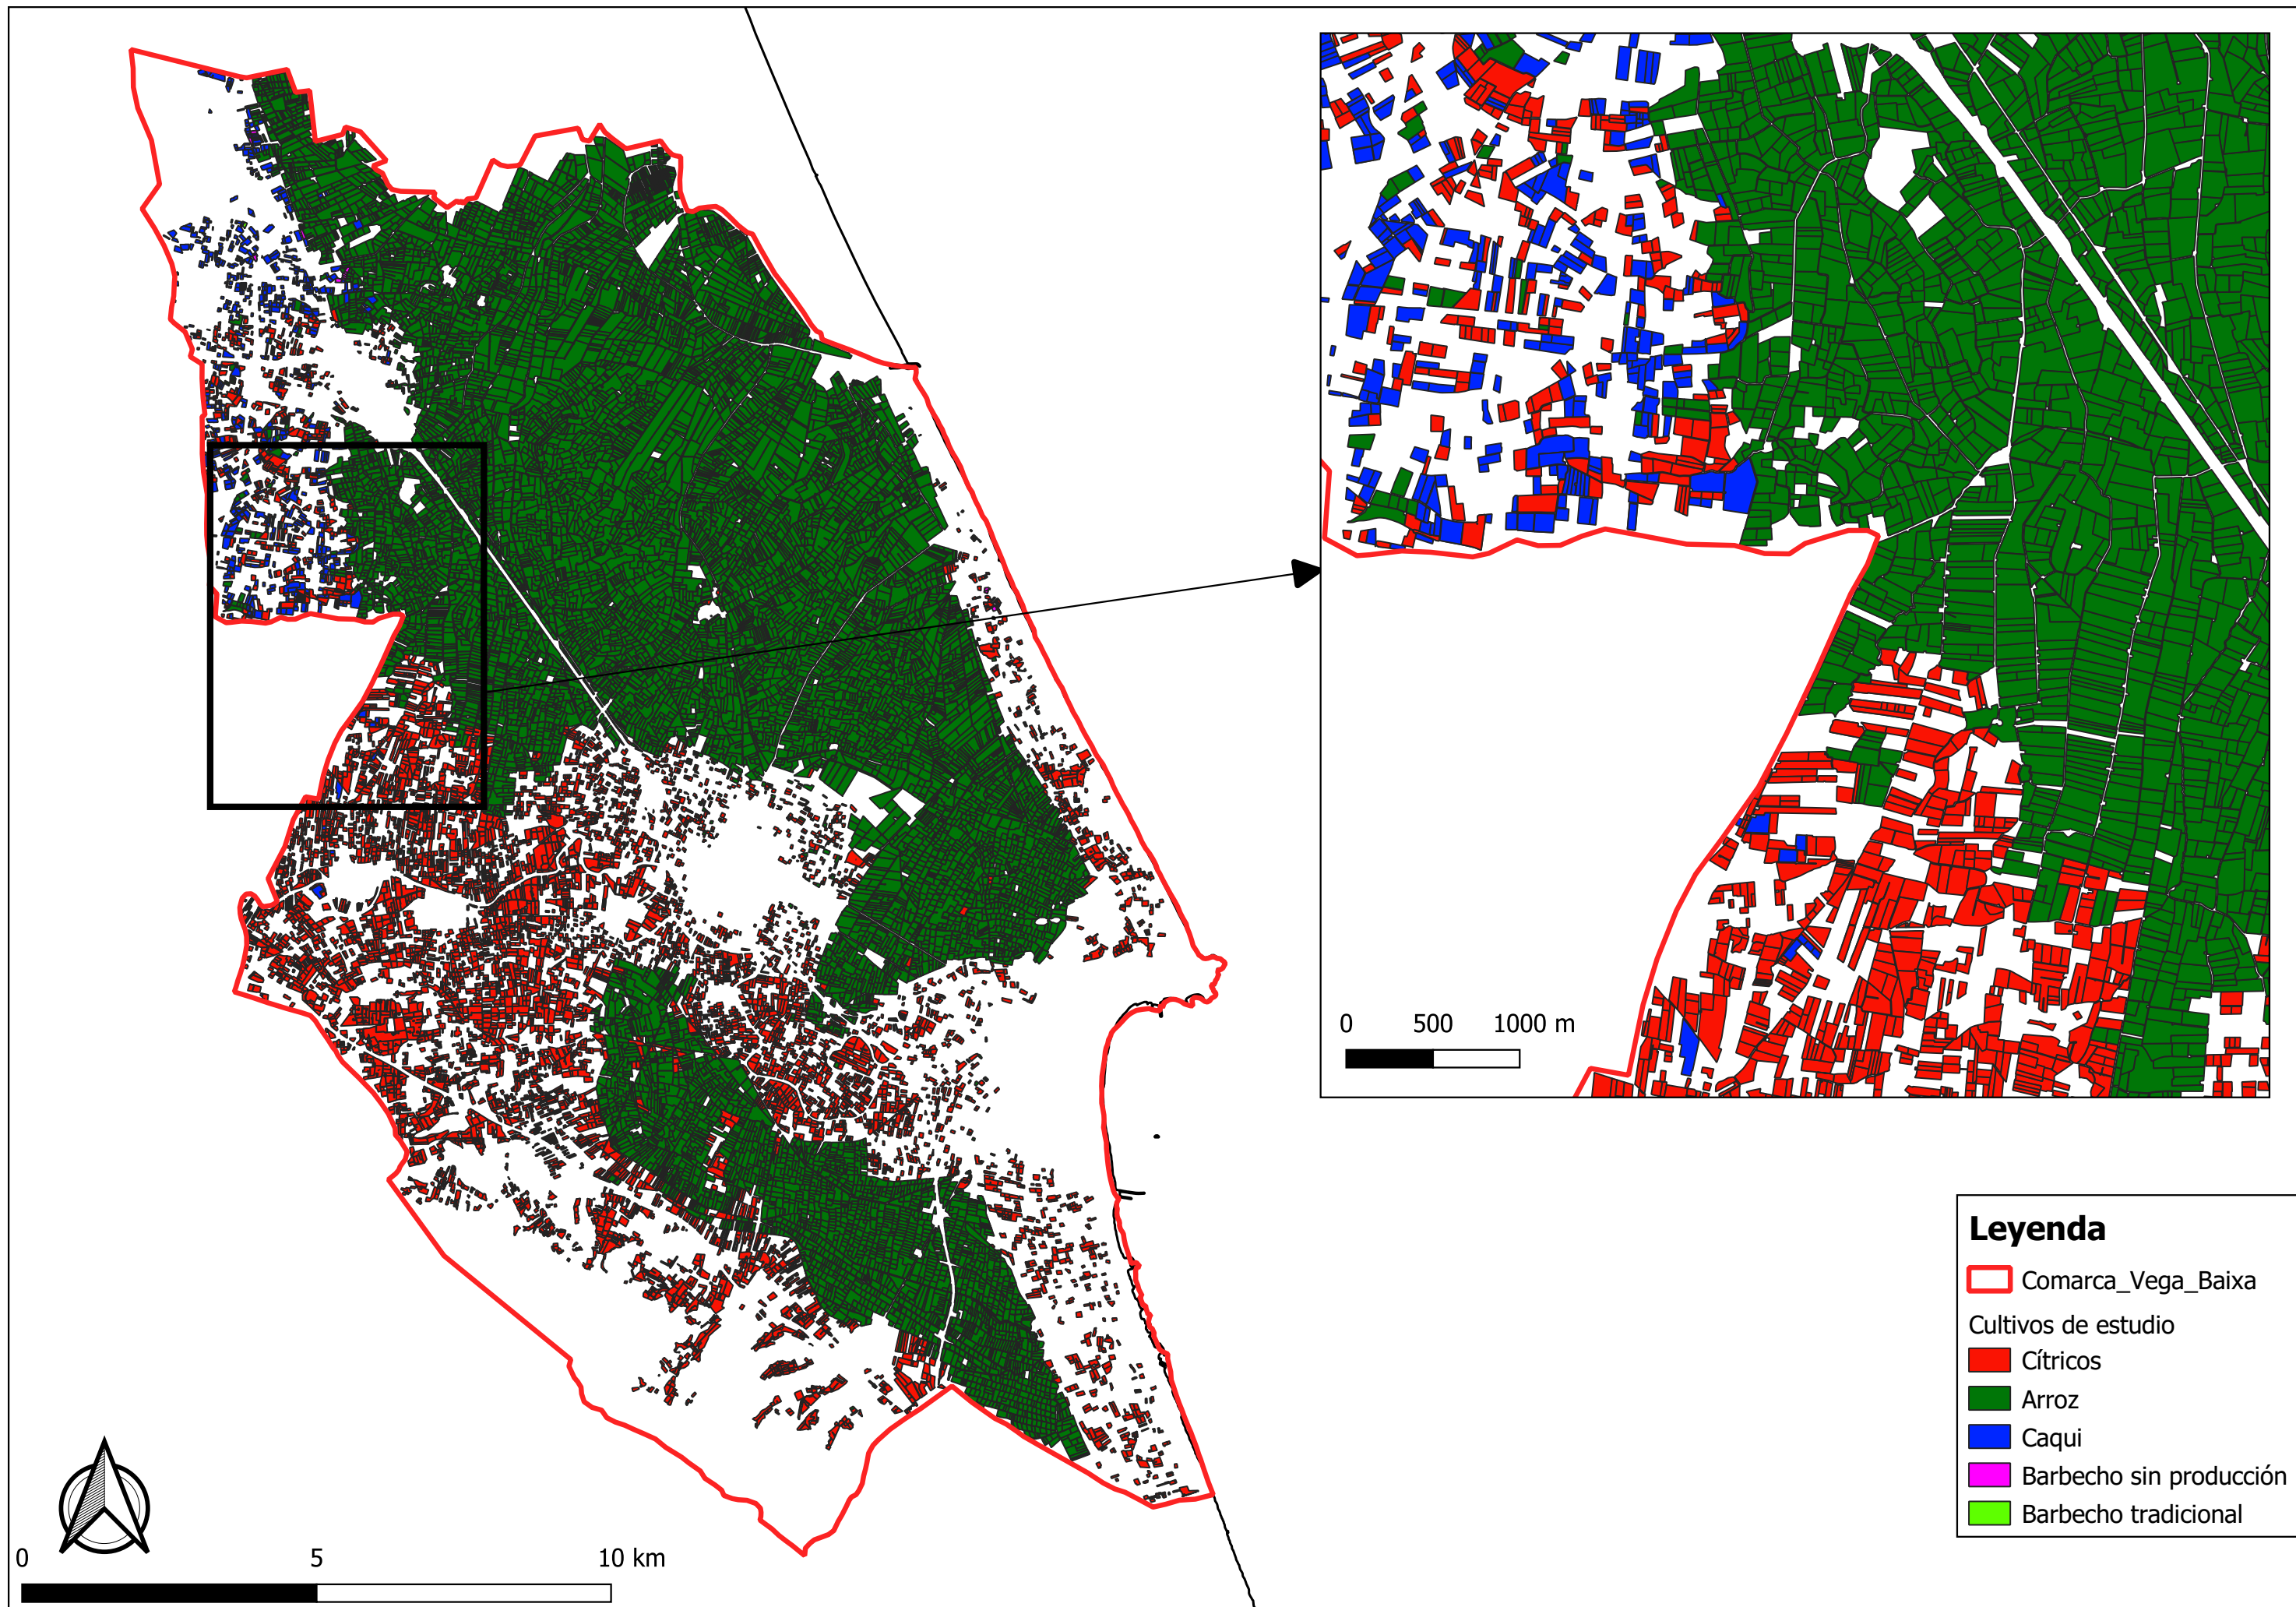 0 500 1000 m
Leyenda
Comarca_Vega_Baixa
Cultivos de estudio
Cítricos
Arroz
Caqui
Barbecho sin producción
Barbecho tradicional
0 5 10 km